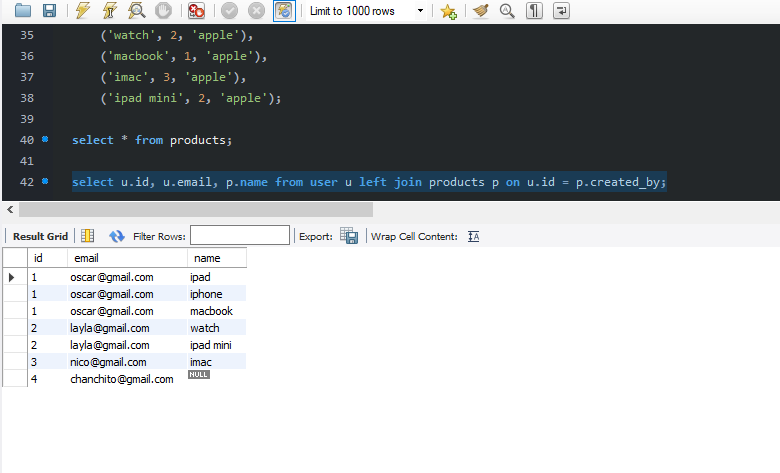 Limit to 1000 rows
35 ('watch', 2, 'apple'),
36 ('macbook', 1, 'apple'),
37 ('imac', 3, 'apple'),
38 ('ipad mini', 2, 'apple');
39
40 select * from products;
41
42 select u.id, u.email, p.name from user u left join products p on u.id = p.created_by;
Result Grid Filter Rows: Export: Wrap Cell Content: IA
id email name
1 oscar@gmail.com ipad
1 oscar@gmail.com iphone
1 oscar@gmail.com macbook
2 layla@gmail.com watch
2 layla@gmail.com ipad mini
3 nico@gmail.com imac
4 chanchito@gmail.com NULL